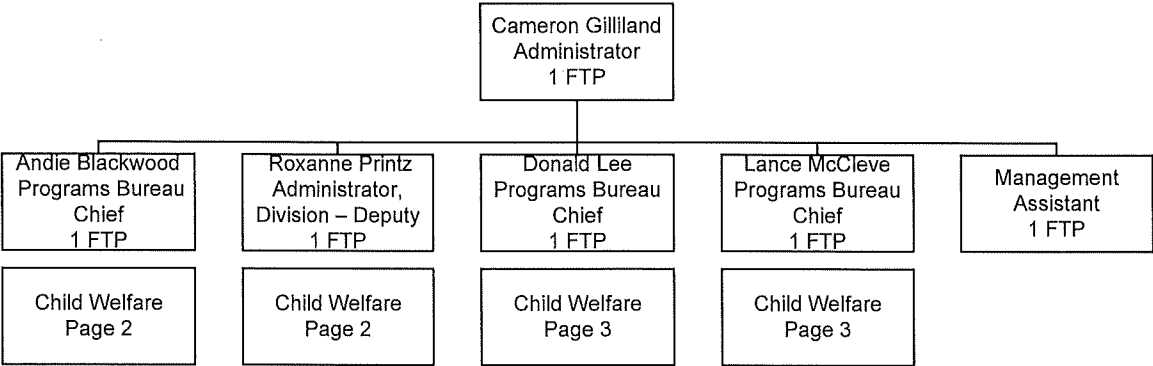 Cameron Gilliland
Administrator
1 FTP
Andie Blackwood
Programs Bureau
Chief
1 FTP
Roxanne Printz
Administrator,
Division – Deputy
1 FTP
Donald Lee
Programs Bureau
Chief
1 FTP
Lance McCleve
Programs Bureau
Chief
1 FTP
Management
Assistant
1 FTP
Child Welfare
Page 2
Child Welfare
Page 2
Child Welfare
Page 3
Child Welfare
Page 3